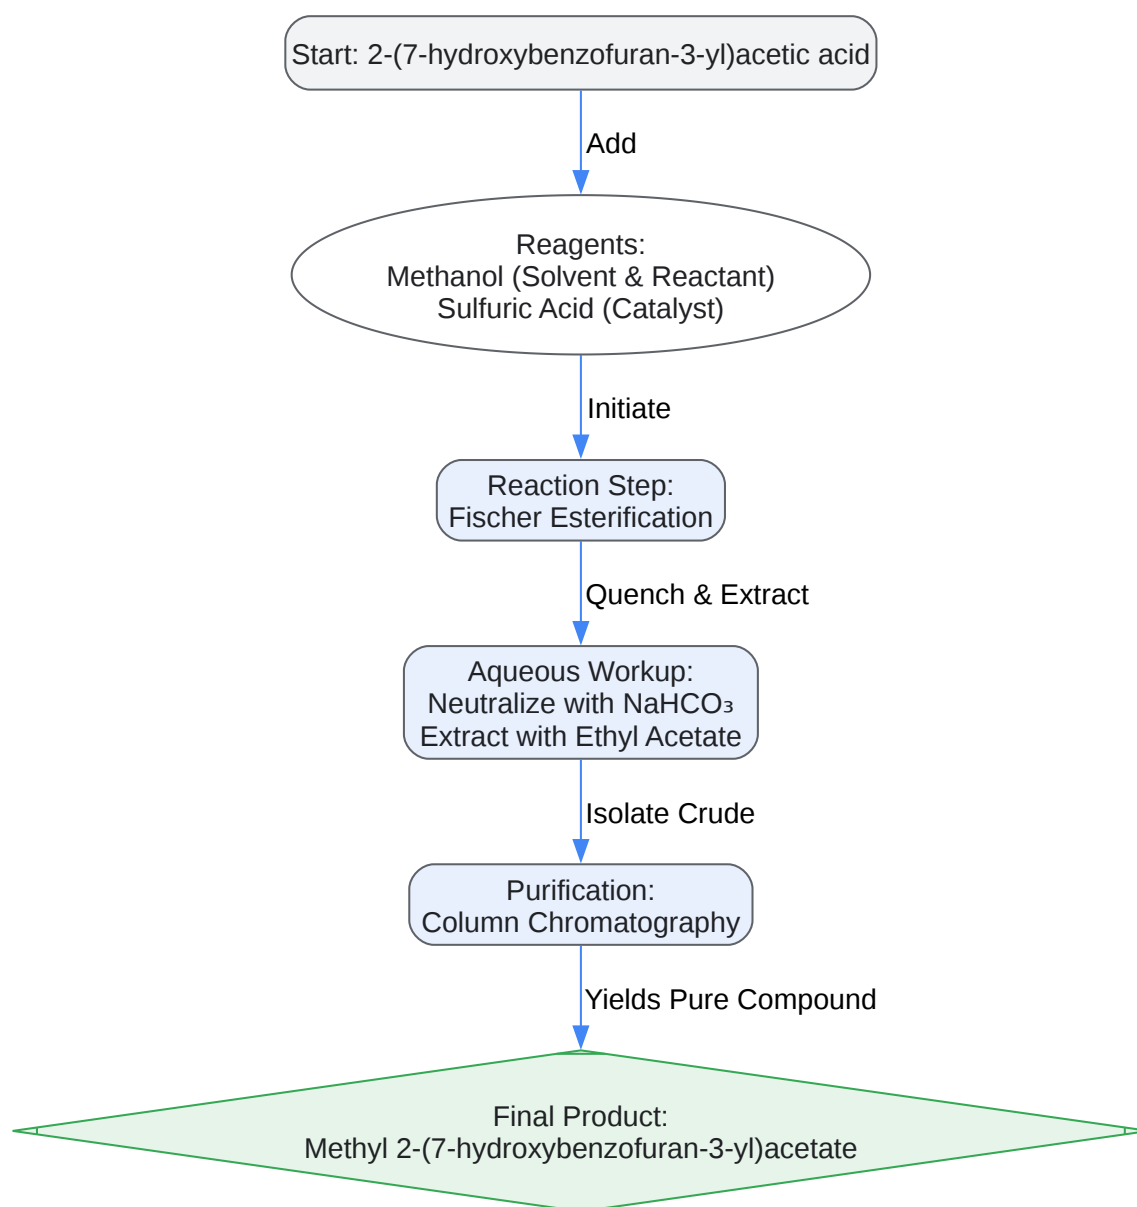 Start: 2-(7-hydroxybenzofuran-3-yl)acetic acid
Add
Reagents:
Methanol (Solvent & Reactant)
Sulfuric Acid (Catalyst)
Initiate
Reaction Step:
Fischer Esterification
Quench & Extract
Aqueous Workup:
Neutralize with NaHCO₃
Extract with Ethyl Acetate
Isolate Crude
Purification:
Column Chromatography
Yields Pure Compound
Final Product:
Methyl 2-(7-hydroxybenzofuran-3-yl)acetate